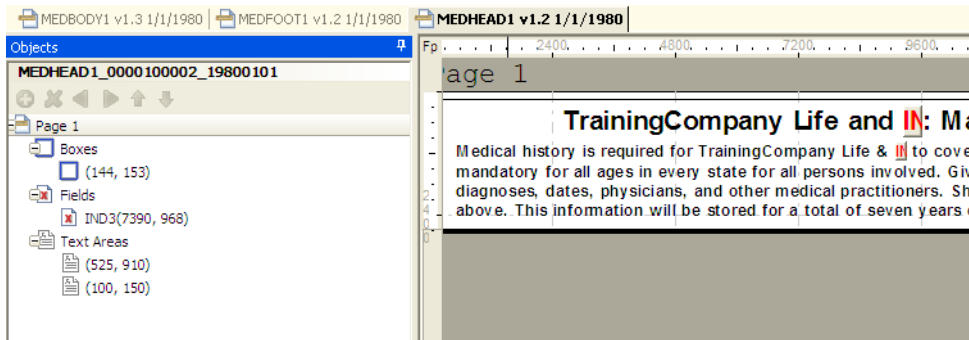 MEDBODY1 v1.3 1/1/1980 MEDFOOT1 v1.2 1/1/1980 MEDHEAD1 v1.2 1/1/1980
Objects
MEDHEAD1_0000100002_19800101
Page 1
Boxes
(144, 153)
Fields
IND3(7390, 968)
Text Areas
(525, 910)
(100, 150)
Fp 2400 4800 7200 9600
age 1
TrainingCompany Life and IN: Ma
Medical history is required for TrainingCompany Life & IN to cove
mandatory for all ages in every state for all persons involved. Giv
diagnoses, dates, physicians, and other medical practitioners. Sh
above. This information will be stored for a total of seven years
2400